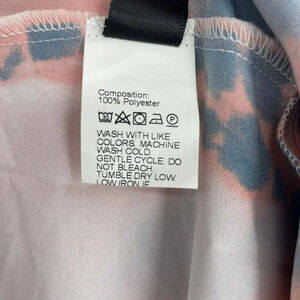 Composition:
100% Polyester
WASH WITH LIKE
COLORS. MACHINE
WASH COLD
GENTLE CYCLE. DO
NOT BLEACH
TUMBLE DRY LOW.
LOW IRON IF